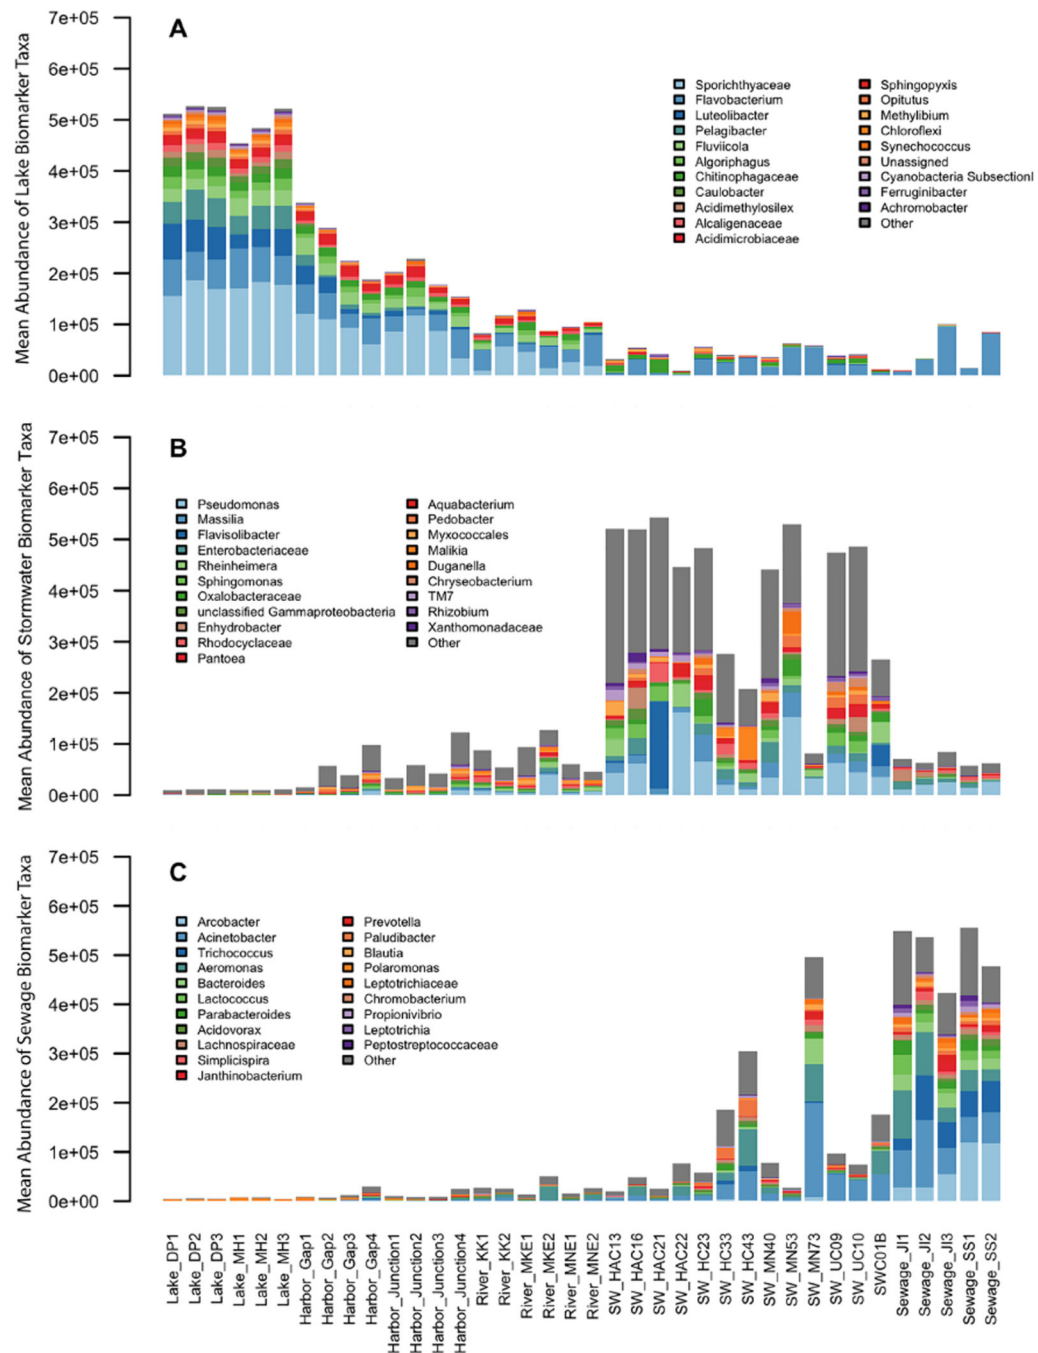 A
Mean Abundance of Lake Biomarker Taxa
7e+05
6e+05
5e+05
4e+05
3e+05
2e+05
1e+05
0e+00
Sporichthyaceae
Flavobacterium
Luteolibacter
Pelagibacter
Fluviicola
Algoriphagus
Chitinophagaceae
Caulobacter
Acidimethylosilex
Alcaligenaceae
Acidimicrobiaceae
Sphingopyxis
Opitutus
Methylibium
Chloroflexi
Synechococcus
Unassigned
Cyanobacteria SubsectionI
Ferruginibacter
Achromobacter
Other
B
Mean Abundance of Stormwater Biomarker Taxa
7e+05
6e+05
5e+05
4e+05
3e+05
2e+05
1e+05
0e+00
Pseudomonas
Massilia
Flavisolibacter
Enterobacteriaceae
Rheinheimera
Sphingomonas
Oxalobacteraceae
unclassified Gammaproteobacteria
Enhydrobacter
Rhodocyclaceae
Pantoea
Aquabacterium
Pedobacter
Myxococcales
Malikia
Duganella
Chryseobacterium
TM7
Rhizobium
Xanthomonadaceae
Other
C
Mean Abundance of Sewage Biomarker Taxa
7e+05
6e+05
5e+05
4e+05
3e+05
2e+05
1e+05
0e+00
Arcobacter
Acinetobacter
Trichococcus
Aeromonas
Bacteroides
Lactococcus
Parabacteroides
Acidovorax
Lachnospiraceae
Simplicispira
Janthinobacterium
Prevotella
Paludibacter
Blautia
Polaromonas
Leptotrichiaceae
Chromobacterium
Propionivibrio
Leptotrichia
Peptostreptococcaceae
Other
Lake_DP1
Lake_DP2
Lake_DP3
Lake_MH1
Lake_MH2
Lake_MH3
Harbor_Gap1
Harbor_Gap2
Harbor_Gap3
Harbor_Gap4
Harbor_Junction1
Harbor_Junction2
Harbor_Junction3
Harbor_Junction4
River_KK1
River_KK2
River_MKE1
River_MKE2
River_MNE1
River_MNE2
SW_HAC13
SW_HAC16
SW_HAC21
SW_HAC22
SW_HC23
SW_HC33
SW_HC43
SW_MN40
SW_MN53
SW_MN73
SW_UC09
SW_UC10
SWC01B
Sewage_JI1
Sewage_JI2
Sewage_JI3
Sewage_SS1
Sewage_SS2